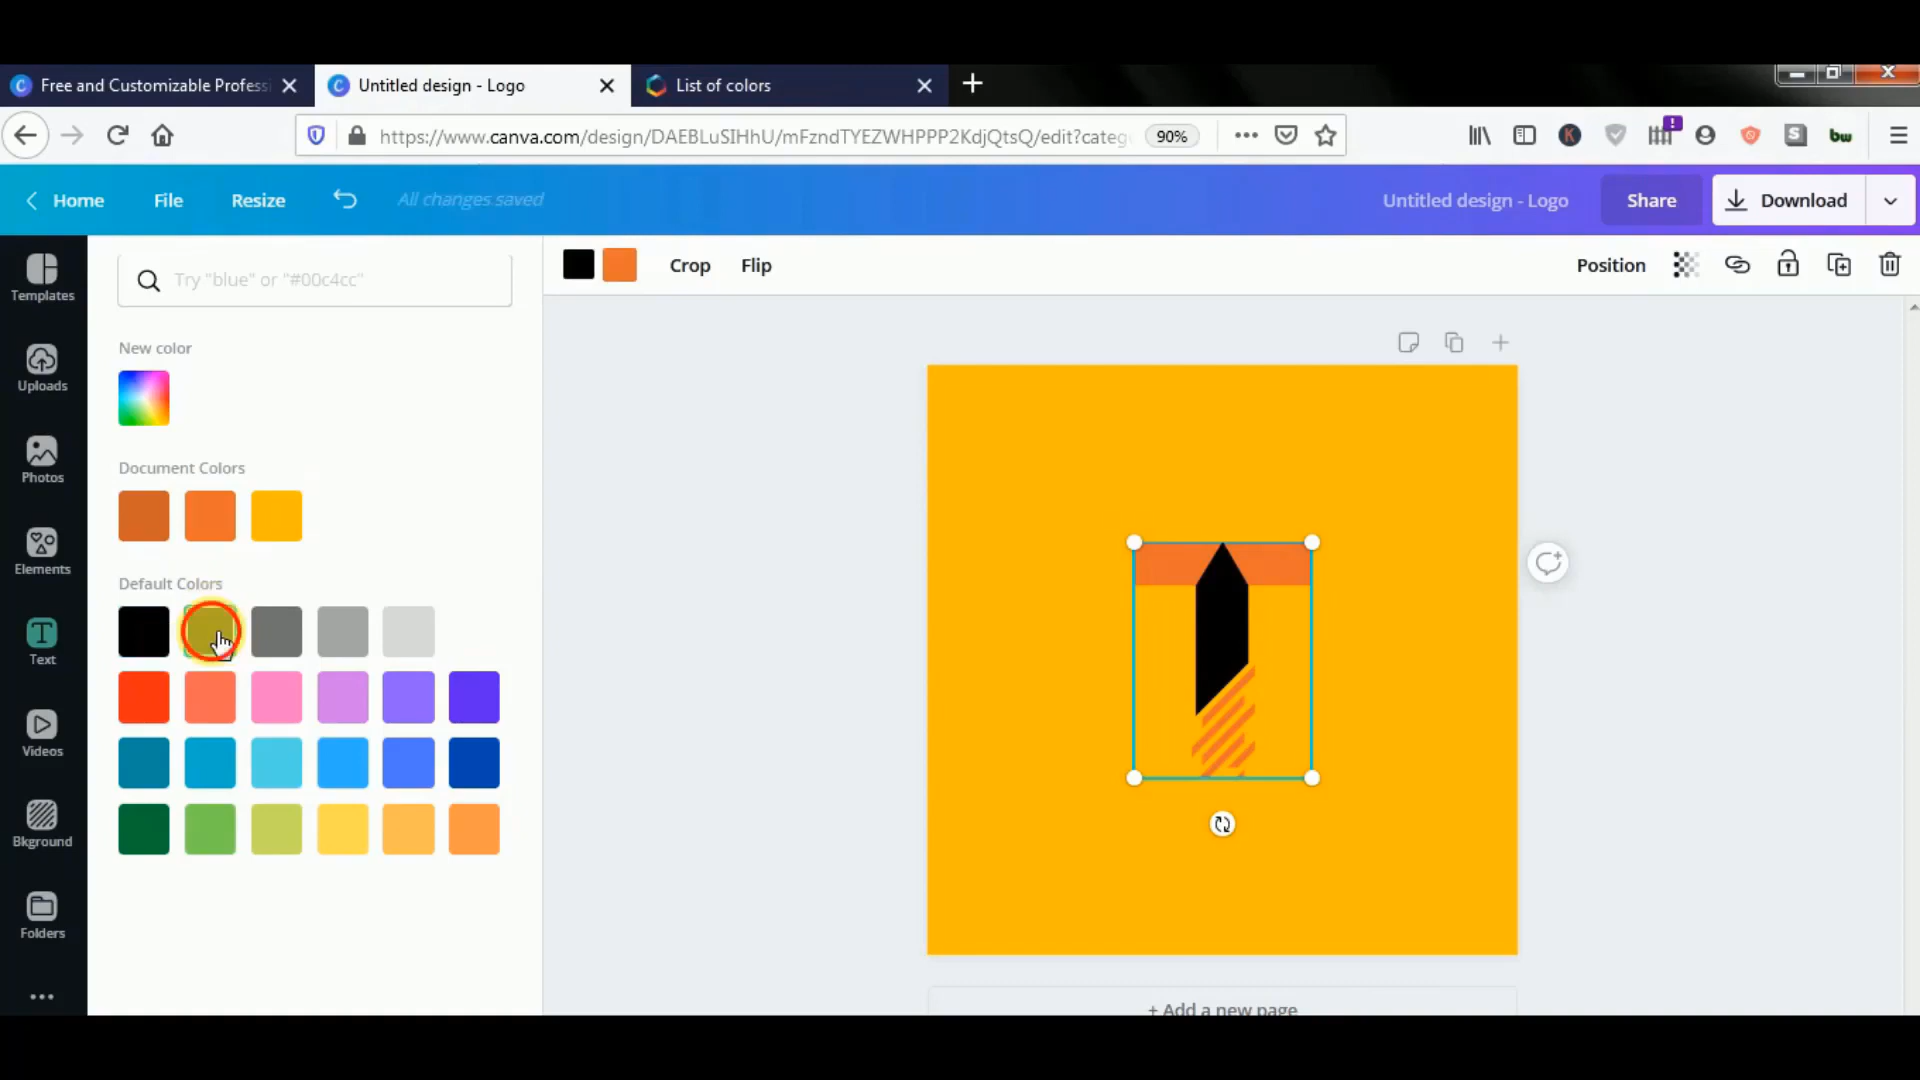 Free and Customizable Profess
Untitled design - Logo
List of colors
https://www.canva.com/design/DAEBLuSIHhU/mFzndTYEZWHPPP2KdjQtsQ/edit?categ
90%
K
!
S
bw
Home
File
Resize
All changes saved
Untitled design - Logo
Share
Download
Templates
Try "blue" or "#00c4cc"
Crop
Flip
Position
New color
Uploads
Document Colors
Photos
Elements
Default Colors
Text
Videos
Bkground
Folders
+ Add a new page